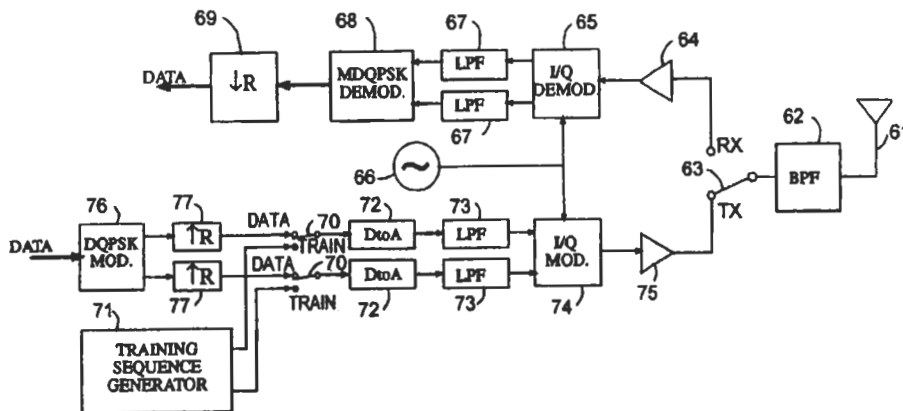 69
68
67
65
64
DATA
↓R
MDQPSK
DEMOD.
LPF
LPF
67
I/Q
DEMOD.
RX
62
61
66
63
TX
BPF
76
77
DATA
70
72
73
DATA
DQPSK
MOD.
↑R
TRAIN
DtoA
LPF
I/Q
MOD.
↑R
DATA
70
TRAIN
DtoA
LPF
77
72
73
74
75
71
TRAINING
SEQUENCE
GENERATOR